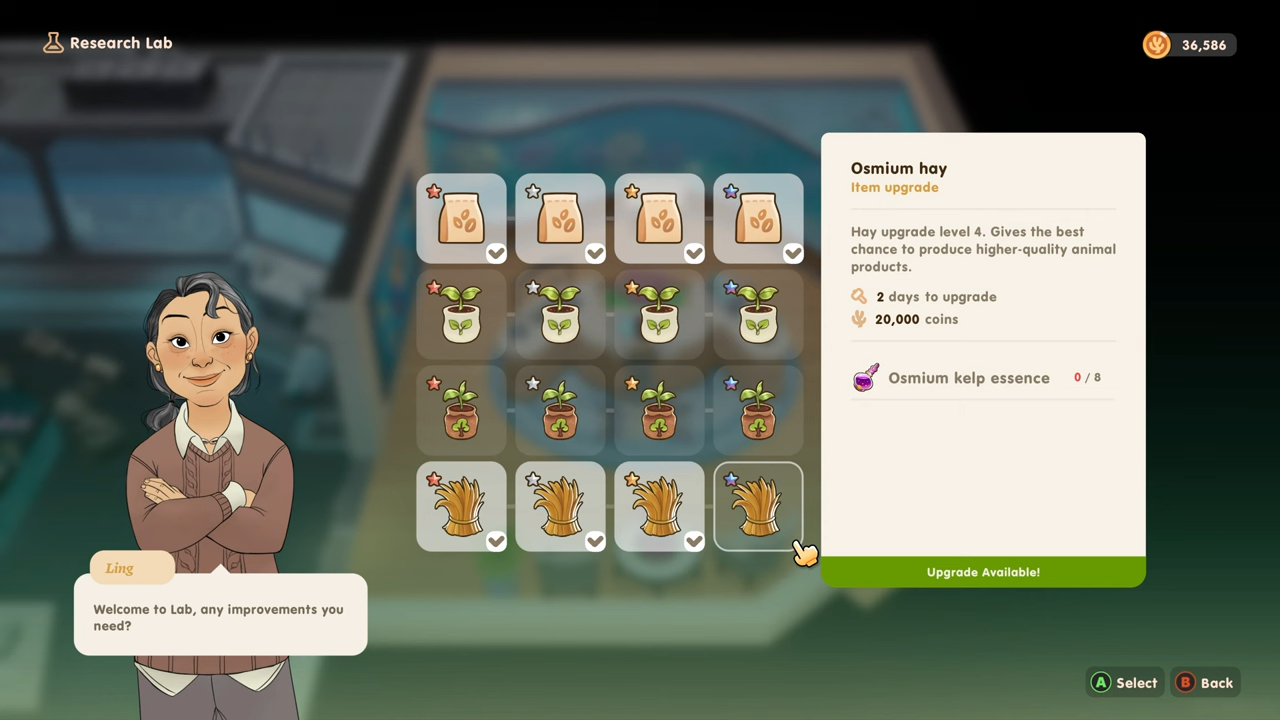 Research Lab
36,586
Osmium hay
Item upgrade
Hay upgrade level 4. Gives the best
chance to produce higher-quality animal
products.
2 days to upgrade
20,000 coins
Osmium kelp essence 0 / 8
Upgrade Available!
Ling
Welcome to Lab, any improvements you
need?
A Select B Back